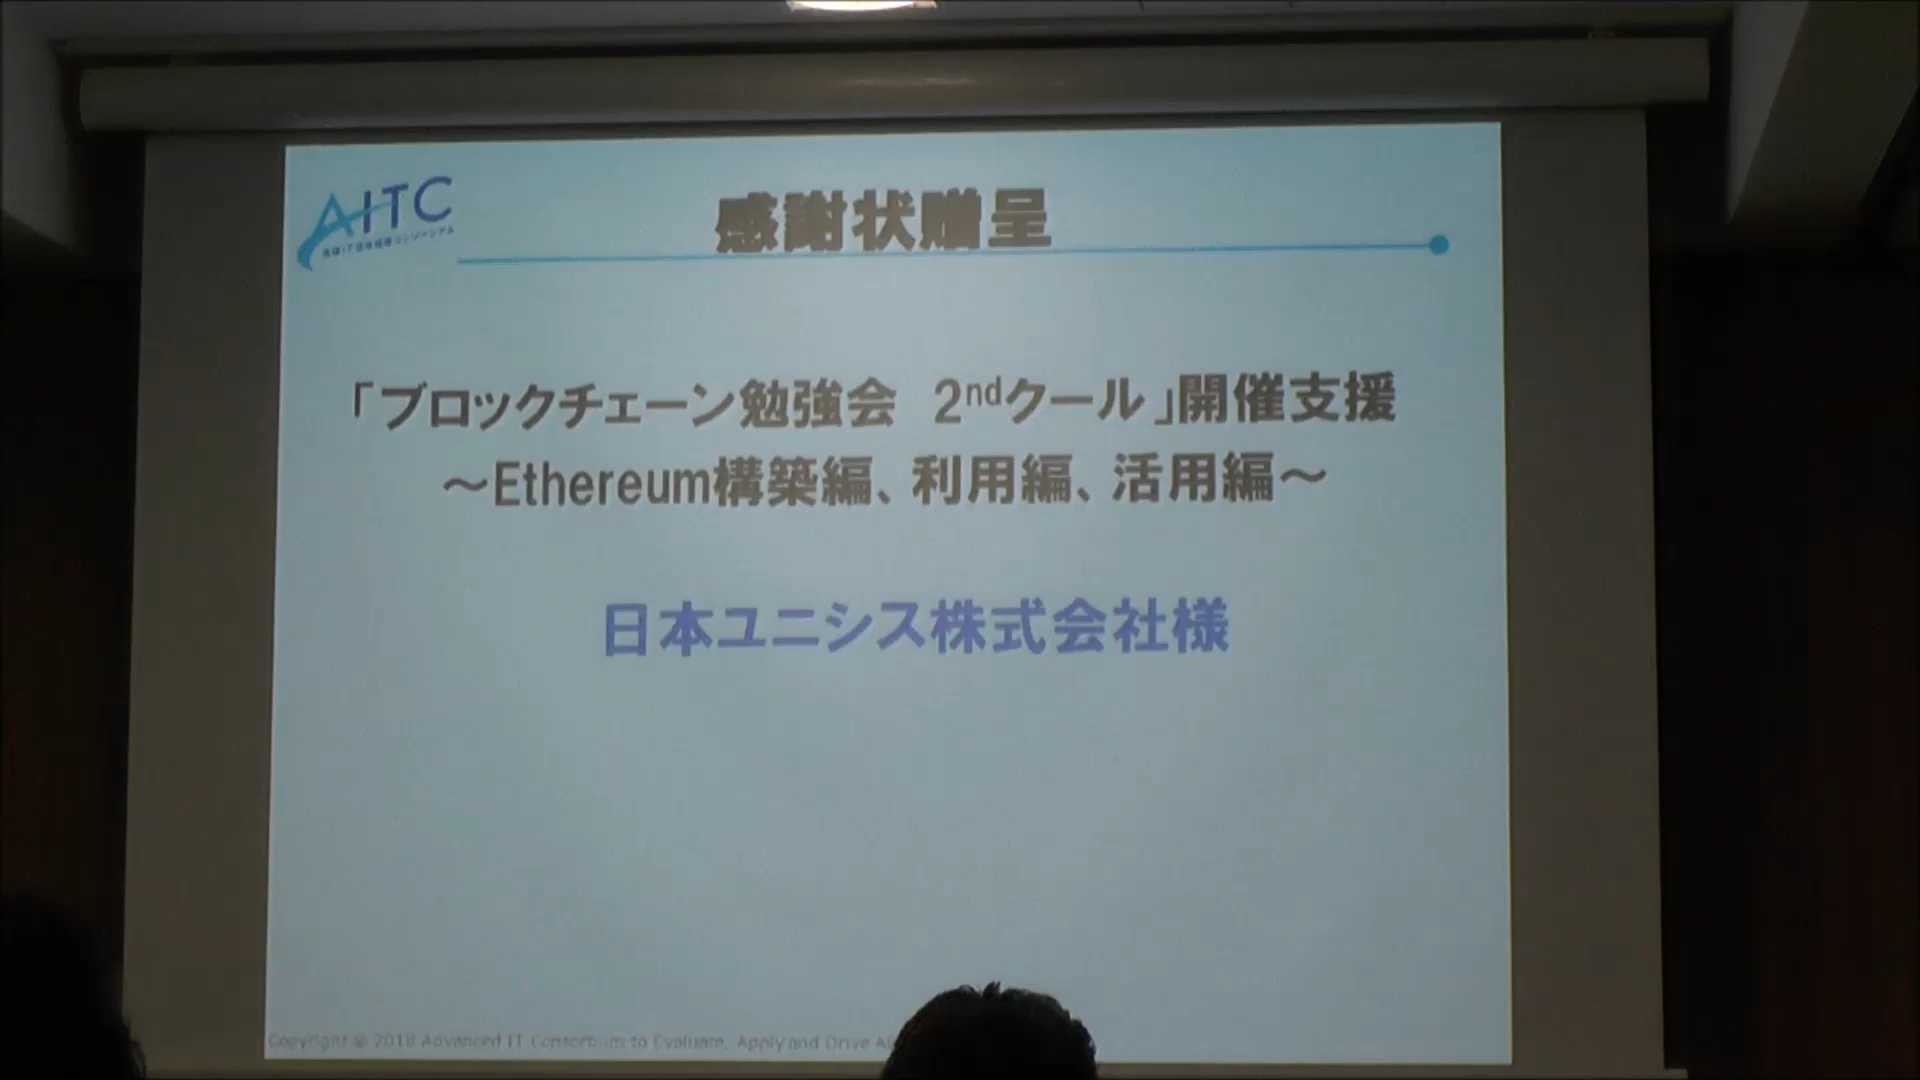 AITC
感謝状贈呈
「ブロックチェーン勉強会 2ndクール」開催支援
～Ethereum構築編、利用編、活用編～
日本ユニシス株式会社様
Copyright © 2018 Advanced IT Consortium to Evaluate, Apply and Drive